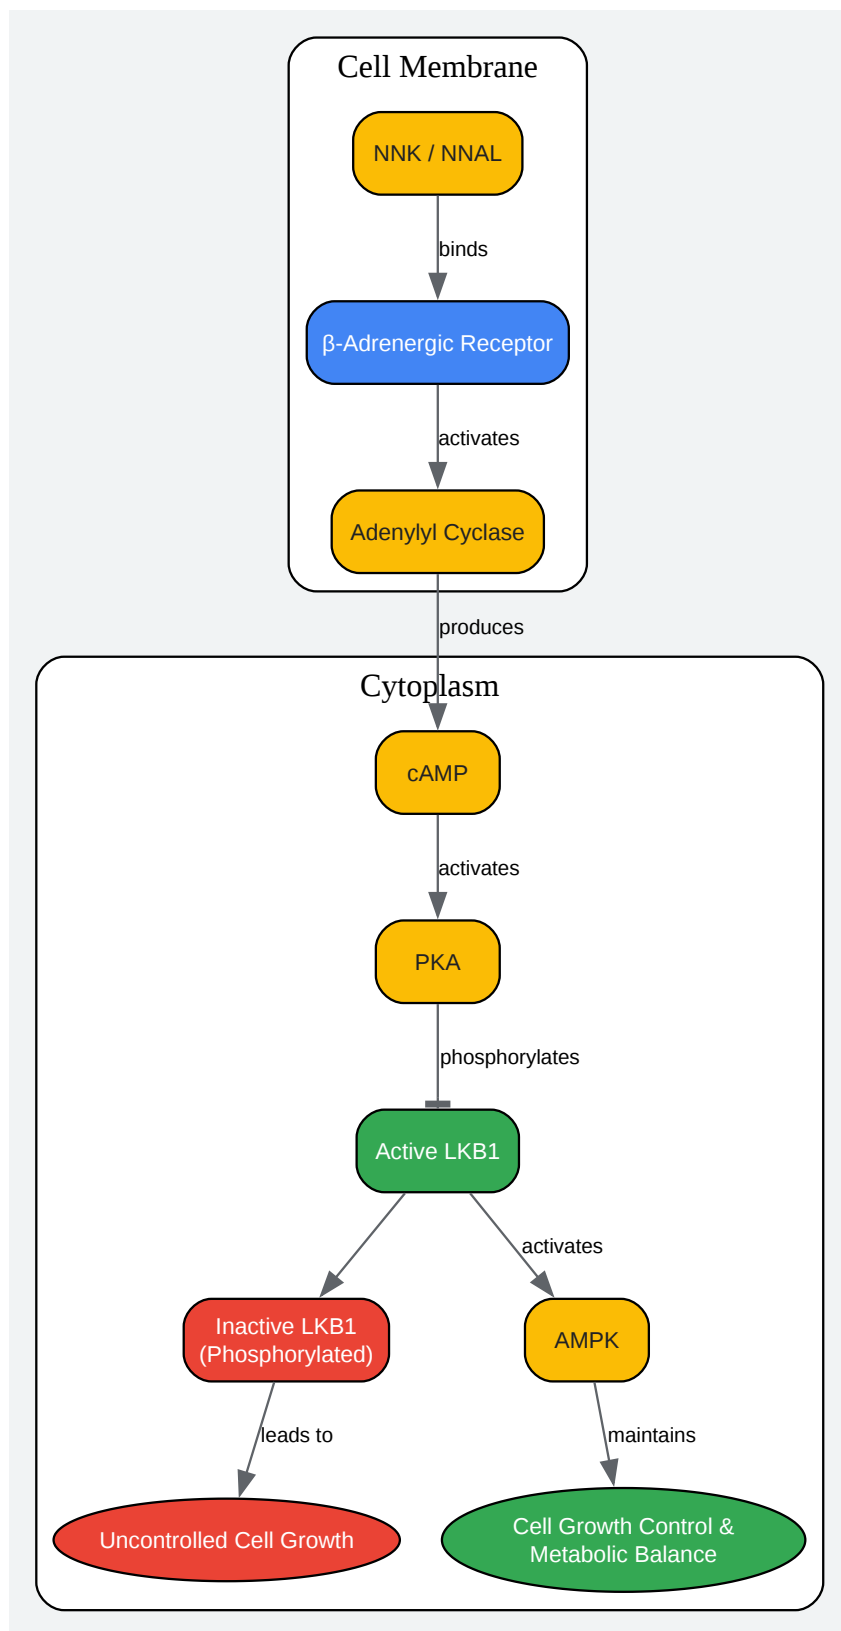 Cell Membrane
NNK / NNAL
binds
β-Adrenergic Receptor
activates
Adenylyl Cyclase
produces
Cytoplasm
cAMP
activates
PKA
phosphorylates
Active LKB1
activates
Inactive LKB1
(Phosphorylated)
AMPK
leads to
maintains
Uncontrolled Cell Growth
Cell Growth Control &
Metabolic Balance